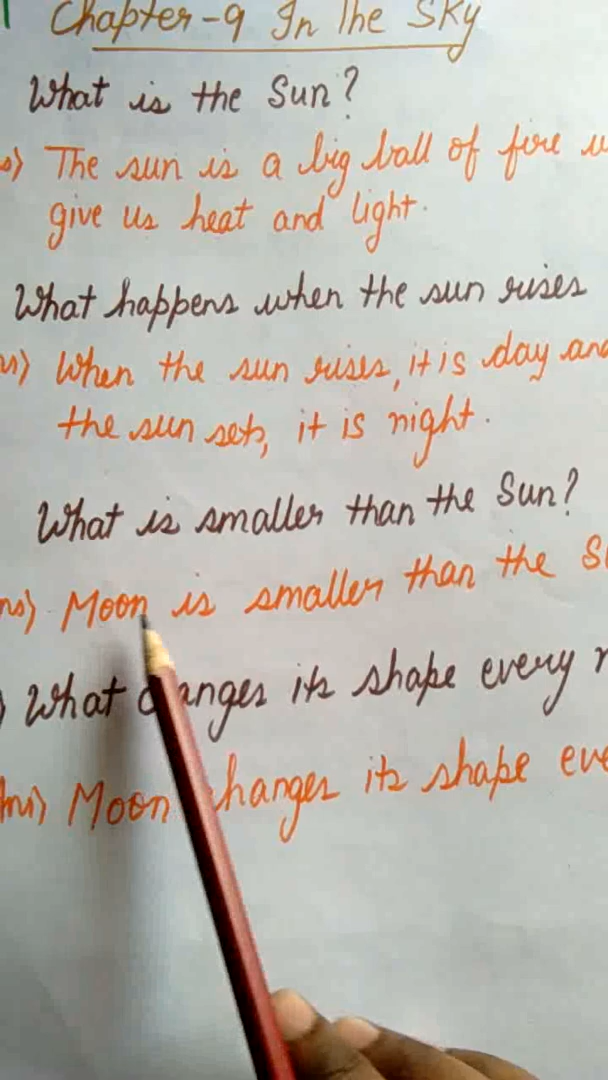 Chapter-9 In The Sky
What is the Sun?
The sun is a big ball of fire
give us heat and light.
What happens when the sun rises
When the sun rises, it is day and
the sun sets, it is night.
What is smaller than the Sun?
Moon is smaller than the
What changes its shape every
Ans) Moon changes its shape